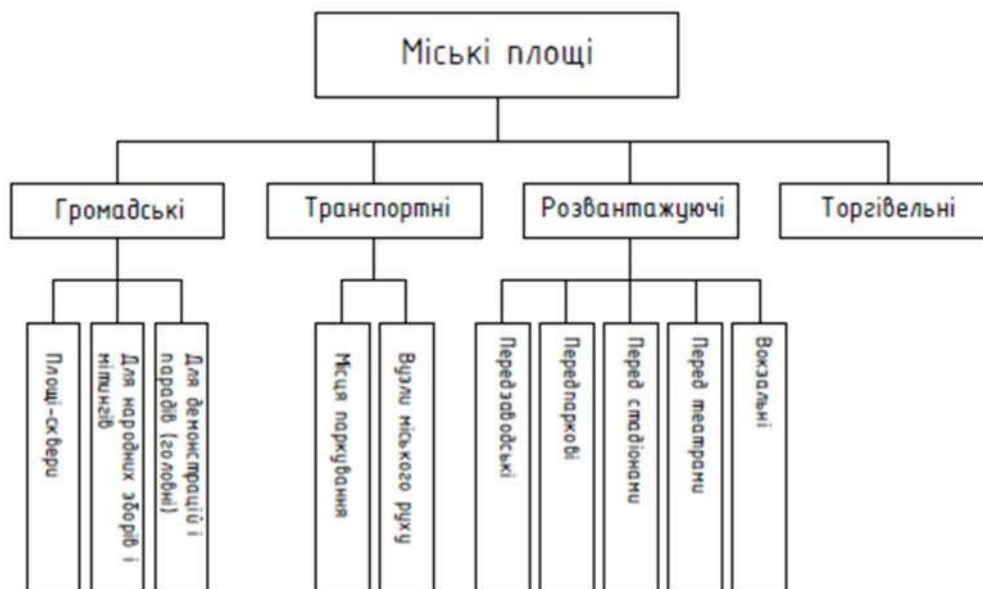 Міські площі
Громадські
Транспортні
Розвантажуючі
Торгівельні
Площі-сквери
Для народних зборів і
мітингів
Для демонстрацій і
парадів (головні)
Місця паркування
Вузли міського руху
Передзаводські
Передпаркові
Перед стадіонами
Перед театрами
Вокзальні